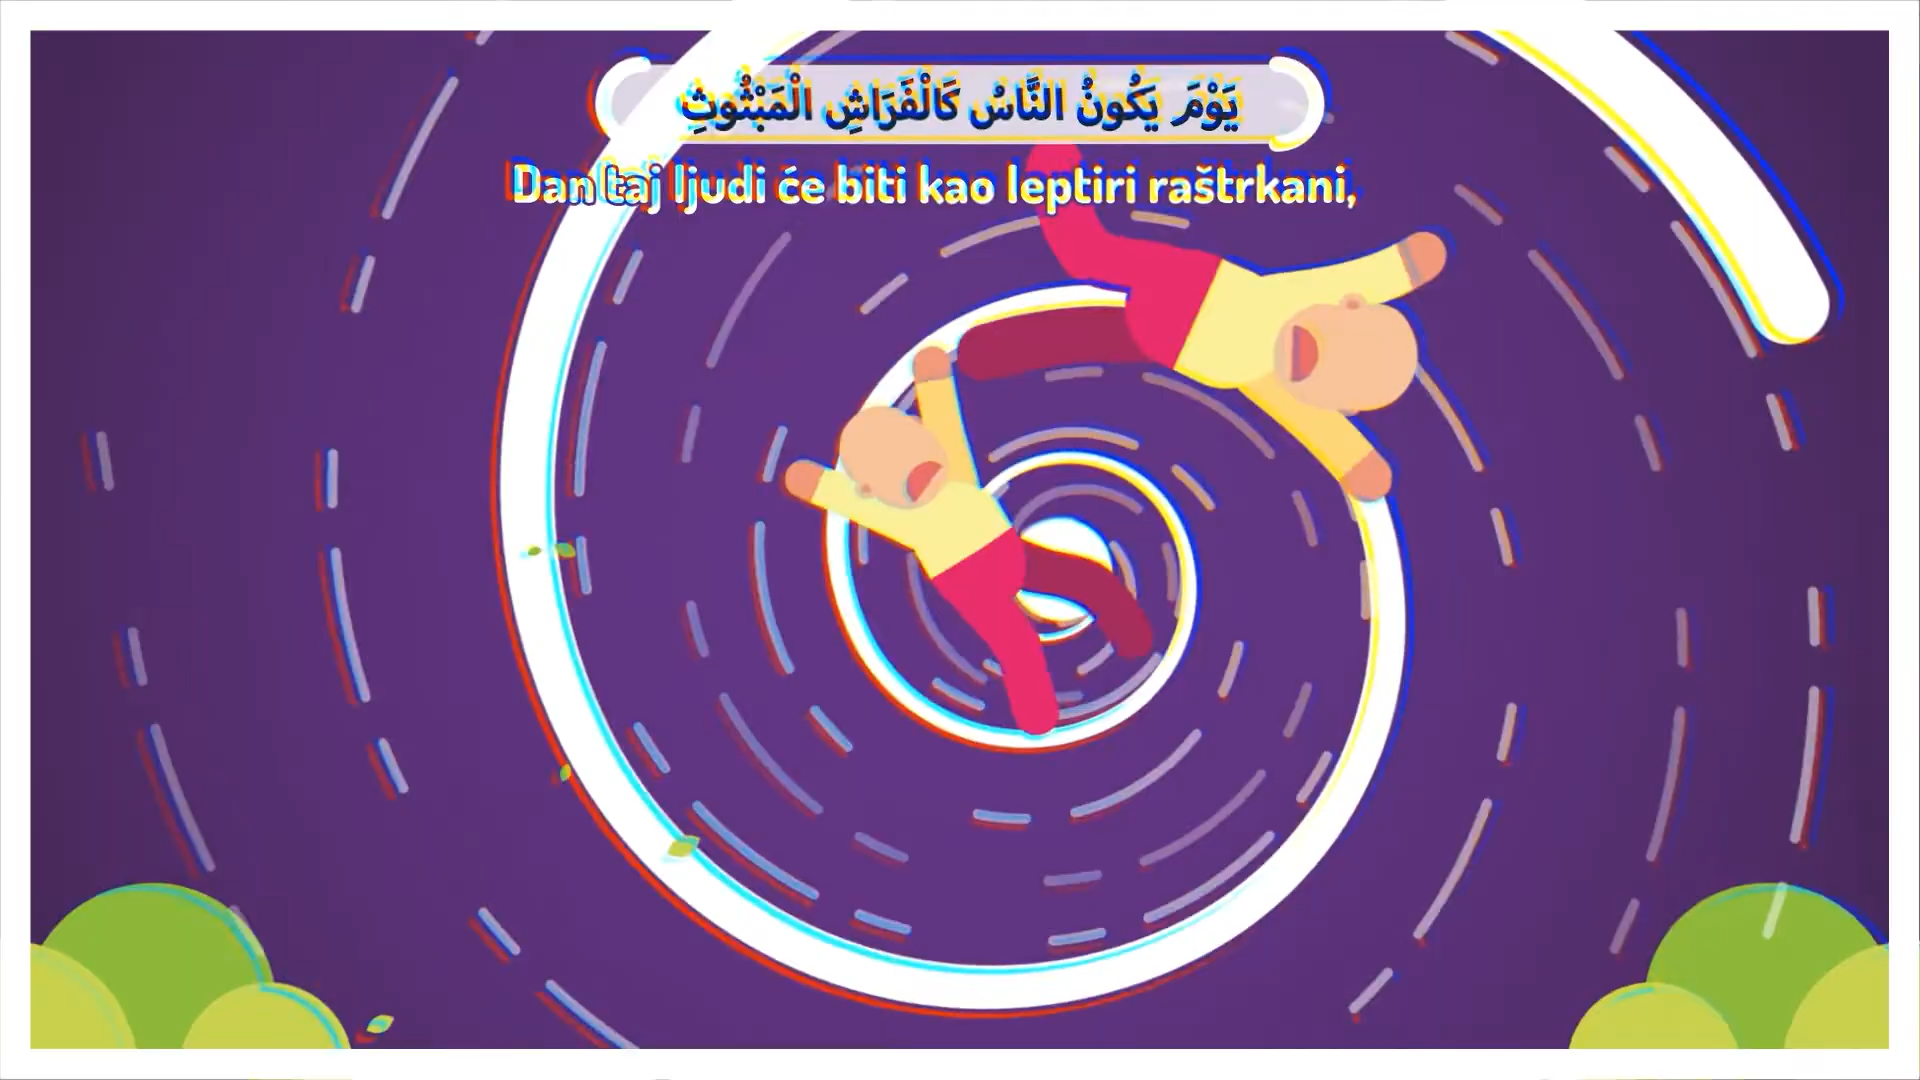 يَوْمَ يَكُونُ النَّاسُ كَالْفَرَاشِ الْمَبْثُوثِ
Dan taj ljudi će biti kao leptiri raštrkani,